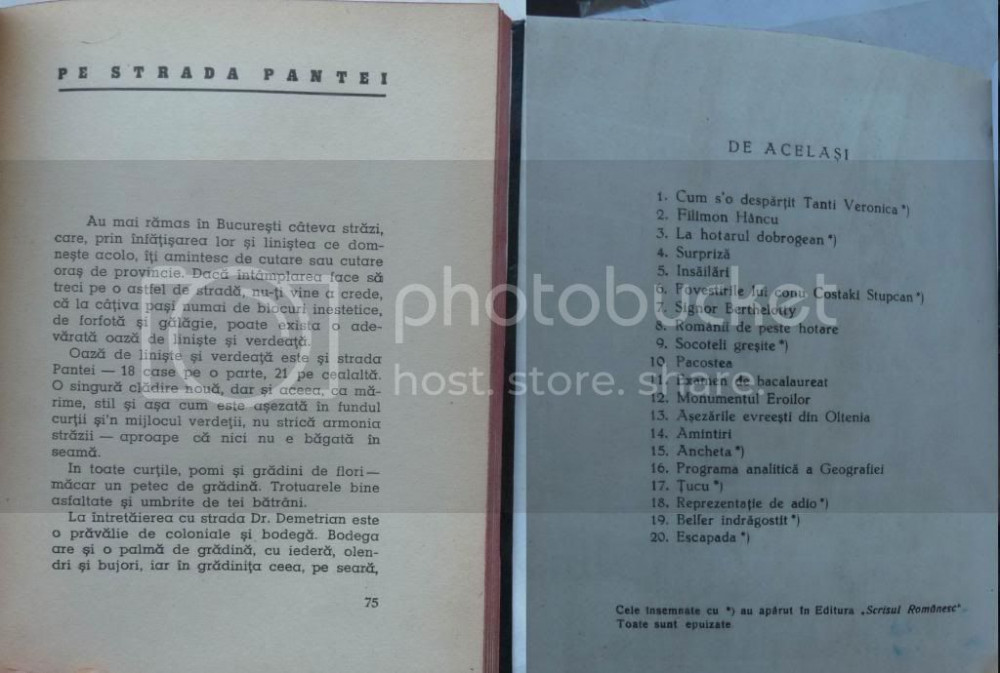 PE STRADA PANTEI
Au mai rămas în București câteva străzi,
care, prin înfățișarea lor și liniștea ce dom-
nește acolo, îți amintesc de cutare sau cutare
oraș de provincie. Dacă întâmplarea face să
treci pe o astfel de stradă, nu-ți vine a crede,
că la câțiva pași numai de blocuri inestetice,
de forfotă și gălăgie, poate exista o ade-
vărată oază de liniște și verdeață.
Oază de liniște și verdeață este și strada
Pantei — 18 case pe o parte, 21 pe cealaltă.
O singură clădire nouă, dar și aceea, ca mă-
rime, stil și așa cum este așezată în fundul
curții și'n mijlocul verdeții, nu strică armonia
străzii — aproape că nici nu e băgată în
seamă.
In toate curțile, pomi și grădini de flori—
măcar un petec de grădină. Trotuarele bine
asfaltate și umbrite de tei bătrâni.
La întretăierea cu strada Dr. Demetrian este
o prăvălie de coloniale și bodegă. Bodega
are și o palmă de grădină, cu iederă, olen-
dri și bujori, iar în grădinița ceea, pe seară,
75
DE ACELAȘI
1. Cum s'o despărțit Tanti Veronica*)
2. Filimon Hâncu
3. La hotarul dobrogean*)
4. Surpriză
5. Insăilări
6. Povestirile lui conu Costaki Stupcan*)
7. Signor Berthelotty
8. Românii de peste hotare
9. Socoteli greșite*)
10 Pacostea
11. Examen de bacalaureat
12. Monumentul Eroilor
13. Așezările evreești din Oltenia
14. Amintiri
15. Ancheta*)
16. Programa analitică a Geografiei
17. Țucu*)
18. Reprezentație de adio*)
19. Belfer îndrăgostit*)
20. Escapada*)
Cele însemnate cu *) au apărut în Editura „Scrisul Românesc“.
Toate sunt epuizate
photobucket
host. store. share.